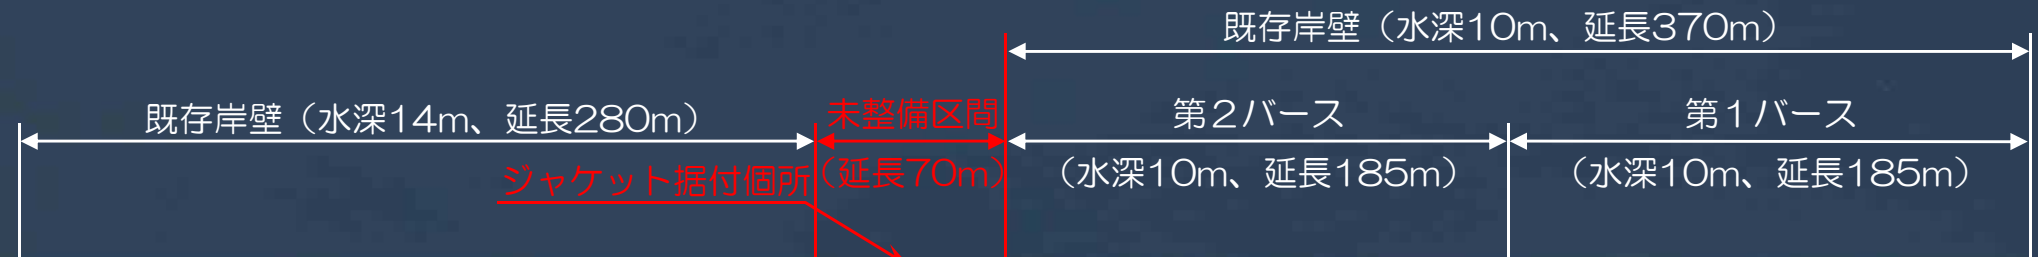 既存岸壁（水深10m、延長370m）
既存岸壁（水深14m、延長280m）
未整備区間
（延長70m）
第２バース
（水深10m、延長185m）
第１バース
（水深10m、延長185m）
ジャケット据付個所